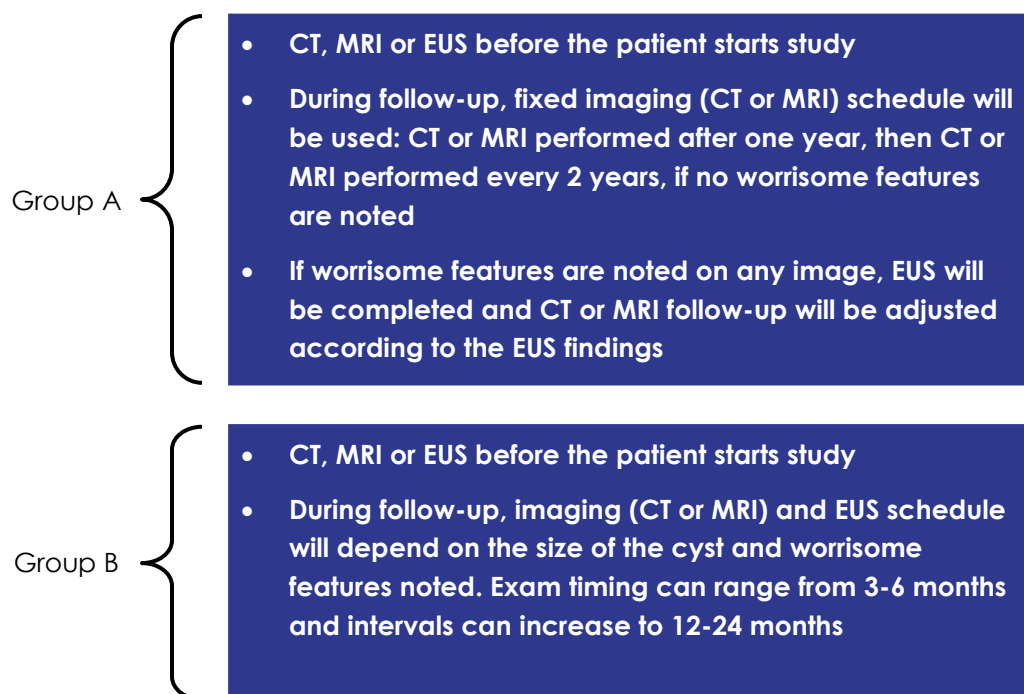 Group A
• CT, MRI or EUS before the patient starts study
• During follow-up, fixed imaging (CT or MRI) schedule will
be used: CT or MRI performed after one year, then CT or
MRI performed every 2 years, if no worrisome features
are noted
• If worrisome features are noted on any image, EUS will
be completed and CT or MRI follow-up will be adjusted
according to the EUS findings
Group B
• CT, MRI or EUS before the patient starts study
• During follow-up, imaging (CT or MRI) and EUS schedule
will depend on the size of the cyst and worrisome
features noted. Exam timing can range from 3-6 months
and intervals can increase to 12-24 months